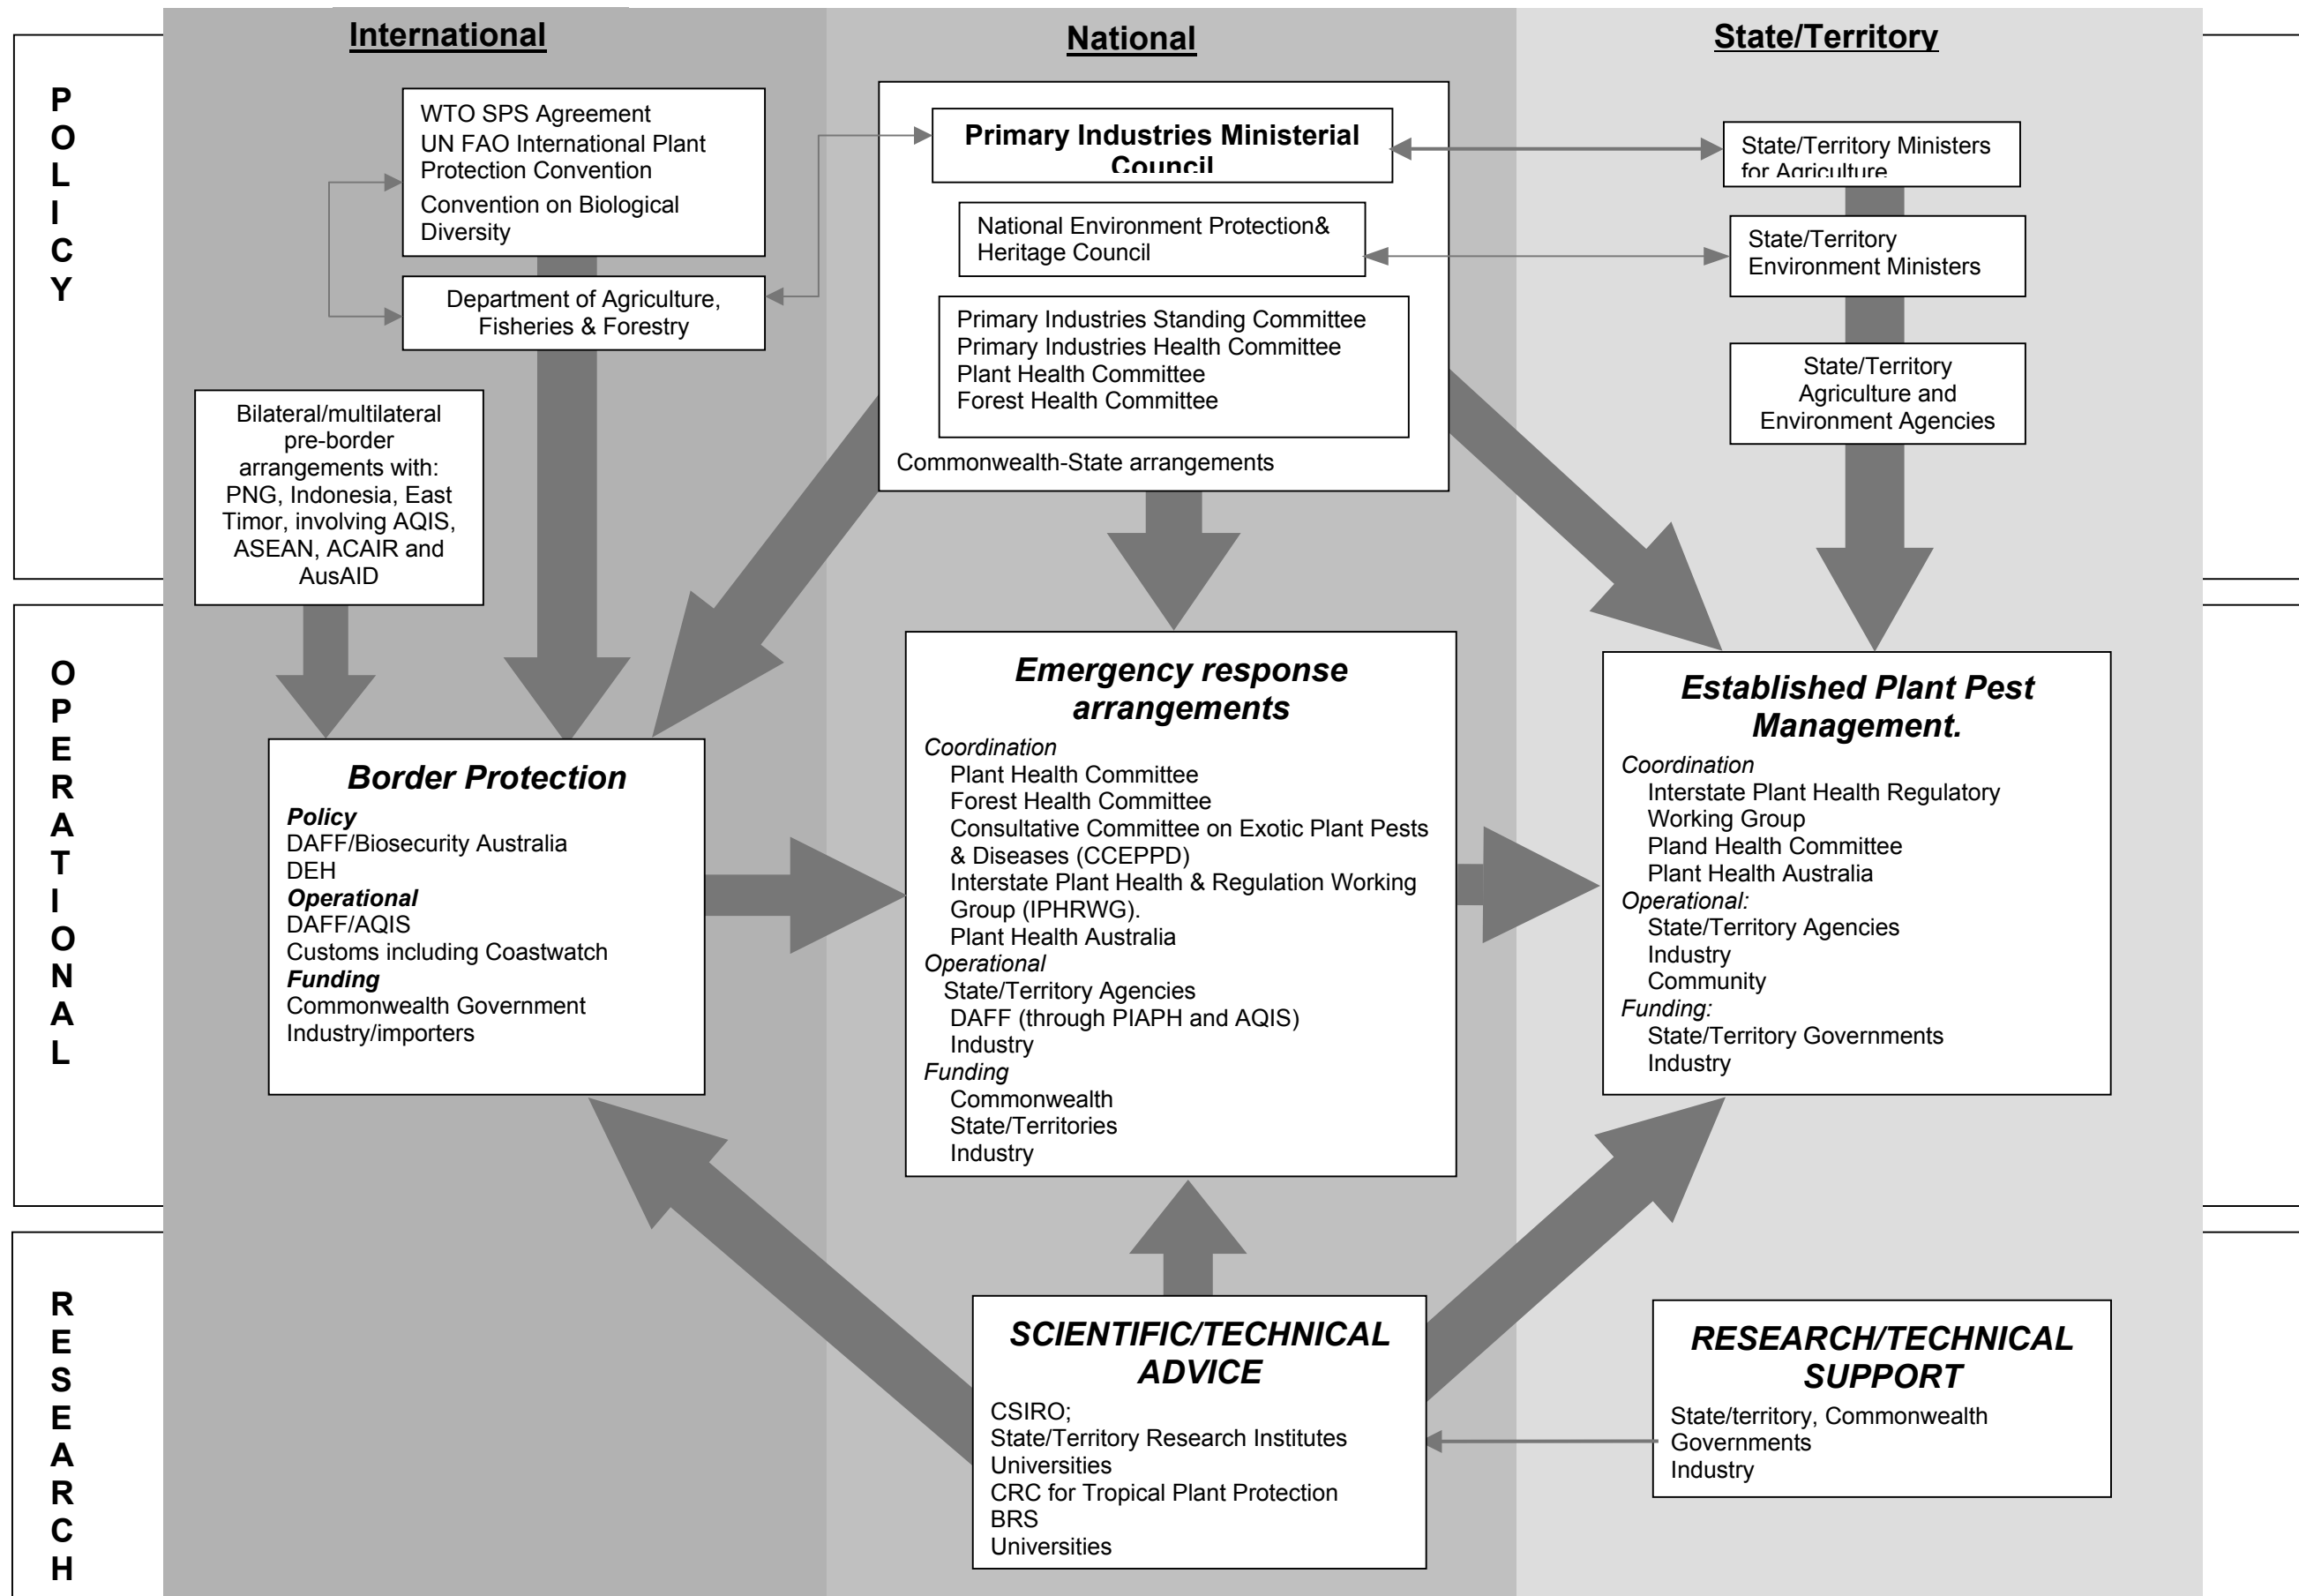 International
National
State/Territory
POLICY
WTO SPS Agreement
UN FAO International Plant
Protection Convention
Convention on Biological
Diversity
Department of Agriculture,
Fisheries & Forestry
Bilateral/multilateral
pre-border
arrangements with:
PNG, Indonesia, East
Timor, involving AQIS,
ASEAN, ACAIR and
AusAID
Primary Industries Ministerial
Council
National Environment Protection&
Heritage Council
Primary Industries Standing Committee
Primary Industries Health Committee
Plant Health Committee
Forest Health Committee
Commonwealth-State arrangements
State/Territory Ministers
for Agriculture
State/Territory
Environment Ministers
State/Territory
Agriculture and
Environment Agencies
OPERATIONAL
Border Protection
Policy
DAFF/Biosecurity Australia
DEH
Operational
DAFF/AQIS
Customs including Coastwatch
Funding
Commonwealth Government
Industry/importers
Emergency response
arrangements
Coordination
Plant Health Committee
Forest Health Committee
Consultative Committee on Exotic Plant Pests
& Diseases (CCEPPD)
Interstate Plant Health & Regulation Working
Group (IPHRWG).
Plant Health Australia
Operational
State/Territory Agencies
DAFF (through PIAPH and AQIS)
Industry
Funding
Commonwealth
State/Territories
Industry
Established Plant Pest
Management.
Coordination
Interstate Plant Health Regulatory
Working Group
Pland Health Committee
Plant Health Australia
Operational:
State/Territory Agencies
Industry
Community
Funding:
State/Territory Governments
Industry
RESEARCH
SCIENTIFIC/TECHNICAL
ADVICE
CSIRO;
State/Territory Research Institutes
Universities
CRC for Tropical Plant Protection
BRS
Universities
RESEARCH/TECHNICAL
SUPPORT
State/territory, Commonwealth
Governments
Industry